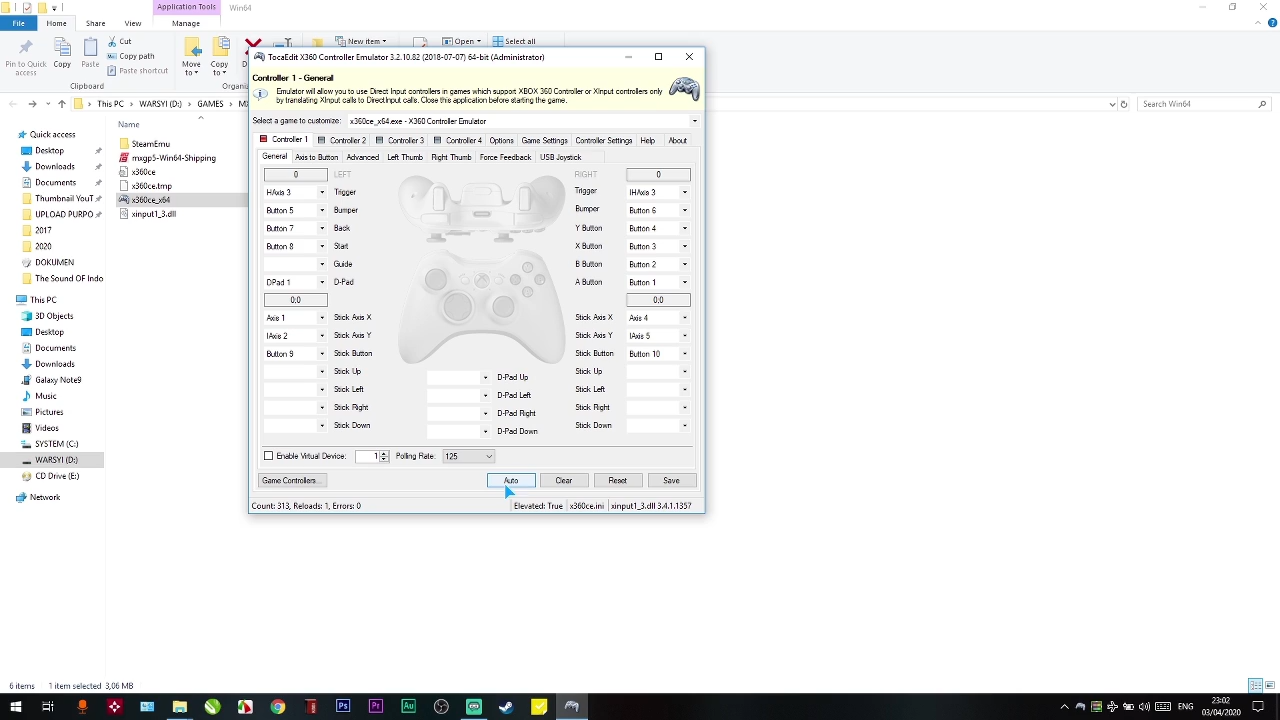 Application Tools
Win64
File
Home
Share
View
Manage
Pin to Quick access
Copy
Paste
Cut
Copy path
Paste shortcut
Clipboard
Move to
Copy to
New item
Open
Select all
This PC
WARSYI (D:)
GAMES
Search Win64
Name
Quick access
Desktop
Downloads
Documents
Thumbnail YouT
UPLOAD PURPO
2017
2020
DOKUMEN
The Sound OF Indo
This PC
3D Objects
Desktop
Documents
Downloads
Galaxy Note9
Music
Pictures
Videos
SYSTEM (C:)
WARSYI (D:)
CD Drive (E:)
Network
SteamEmu
mxgp5-Win64-Shipping
x360ce
x360ce.tmp
x360ce_x64
xinput1_3.dll
TocaEdit X360 Controller Emulator 3.2.10.82 (2018-07-07) 64-bit (Administrator)
Controller 1 - General
Emulator will allow you to use Direct Input controllers in games which support XBOX 360 Controller or XInput controllers only
by translating XInput calls to DirectInput calls. Close this application before starting the game.
Select a game to customize: x360ce_x64.exe - X360 Controller Emulator
Controller 1 Controller 2 Controller 3 Controller 4 Options Game Settings Controller Settings Help About
General Axis to Button Advanced Left Thumb Right Thumb Force Feedback USB Joystick
0 LEFT RIGHT 0
HAxis 3 Trigger Trigger IHAxis 3
Button 5 Bumper Bumper Button 6
Button 7 Back Y Button Button 4
Button 8 Start X Button Button 3
Guide B Button Button 2
DPad 1 D-Pad A Button Button 1
0:0 0:0
Axis 1 Stick Axis X Stick Axis X Axis 4
IAxis 2 Stick Axis Y Stick Axis Y IAxis 5
Button 9 Stick Button Stick Button Button 10
Stick Up D-Pad Up Stick Up
Stick Left D-Pad Left Stick Left
Stick Right D-Pad Right Stick Right
Stick Down D-Pad Down Stick Down
Enable Virtual Device: 1 Polling Rate: 125
Game Controllers... Auto Clear Reset Save
Count: 313, Reloads: 1, Errors: 0 Elevated: True x360ce.ini xinput1_3.dll 3.4.1.1357
6 items 1 item selected 3,06 MB
Ps Pr Au
ENG
23:02
03/04/2020